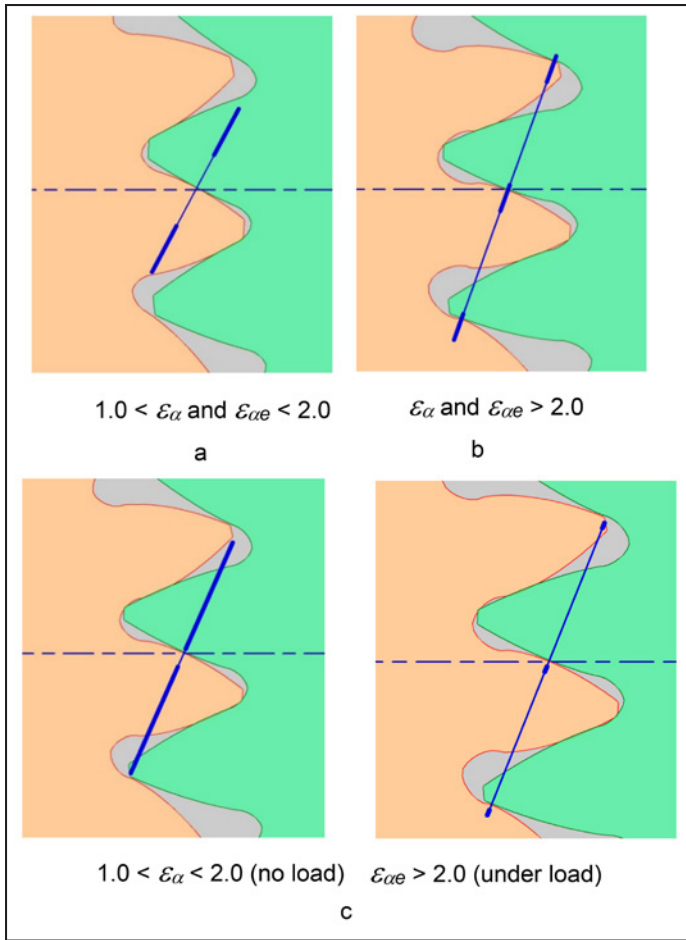 1.0 < εα and εαe < 2.0
εα and εαe > 2.0
a
b
1.0 < εα < 2.0 (no load)
εαe > 2.0 (under load)
c